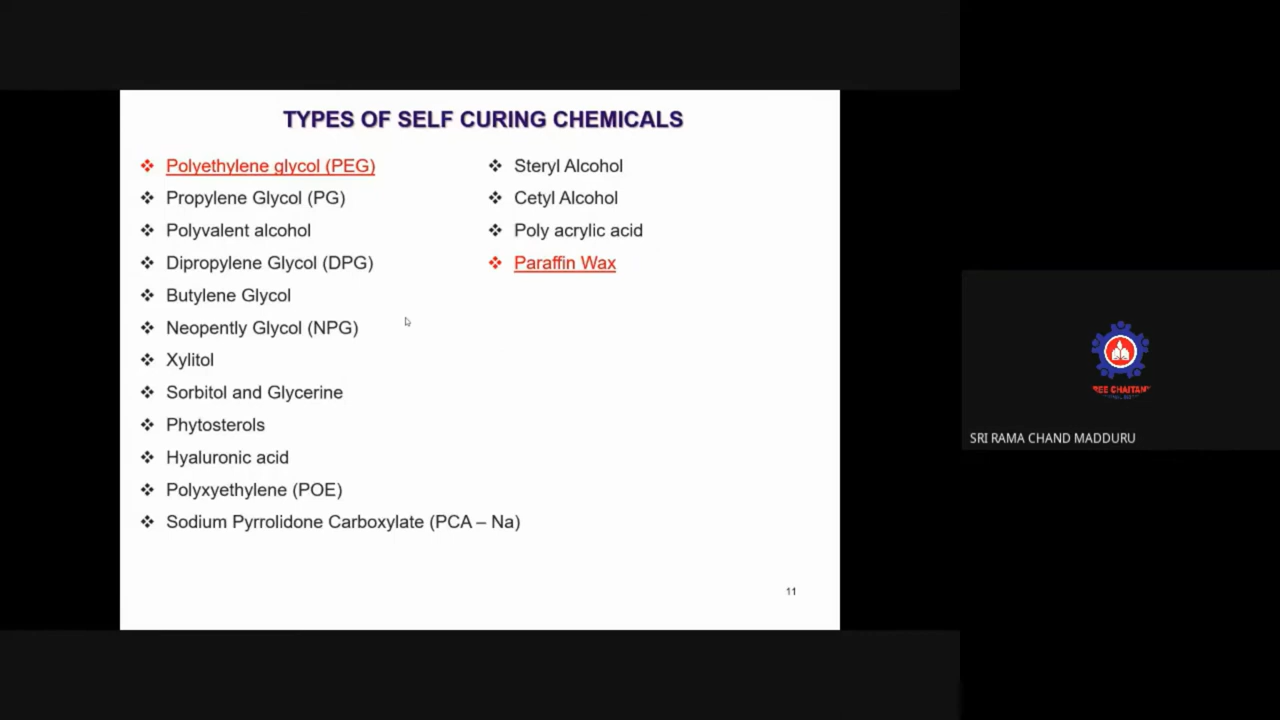 TYPES OF SELF CURING CHEMICALS
❖ Polyethylene glycol (PEG)
❖ Propylene Glycol (PG)
❖ Polyvalent alcohol
❖ Dipropylene Glycol (DPG)
❖ Butylene Glycol
❖ Neopently Glycol (NPG)
❖ Xylitol
❖ Sorbitol and Glycerine
❖ Phytosterols
❖ Hyaluronic acid
❖ Polyxyethylene (POE)
❖ Sodium Pyrrolidone Carboxylate (PCA – Na)
❖ Steryl Alcohol
❖ Cetyl Alcohol
❖ Poly acrylic acid
❖ Paraffin Wax
11
REE CHAITAN
SRI RAMA CHAND MADDURU